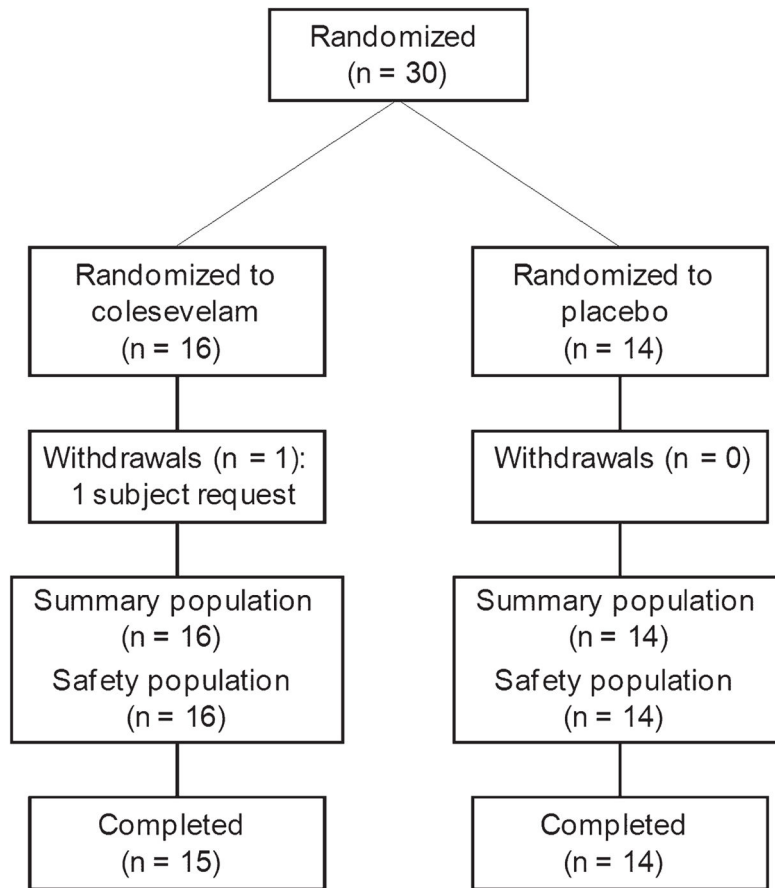 Randomized
(n = 30)
Randomized to
colesevelam
(n = 16)
Randomized to
placebo
(n = 14)
Withdrawals (n = 1):
1 subject request
Withdrawals (n = 0)
Summary population
(n = 16)
Safety population
(n = 16)
Summary population
(n = 14)
Safety population
(n = 14)
Completed
(n = 15)
Completed
(n = 14)